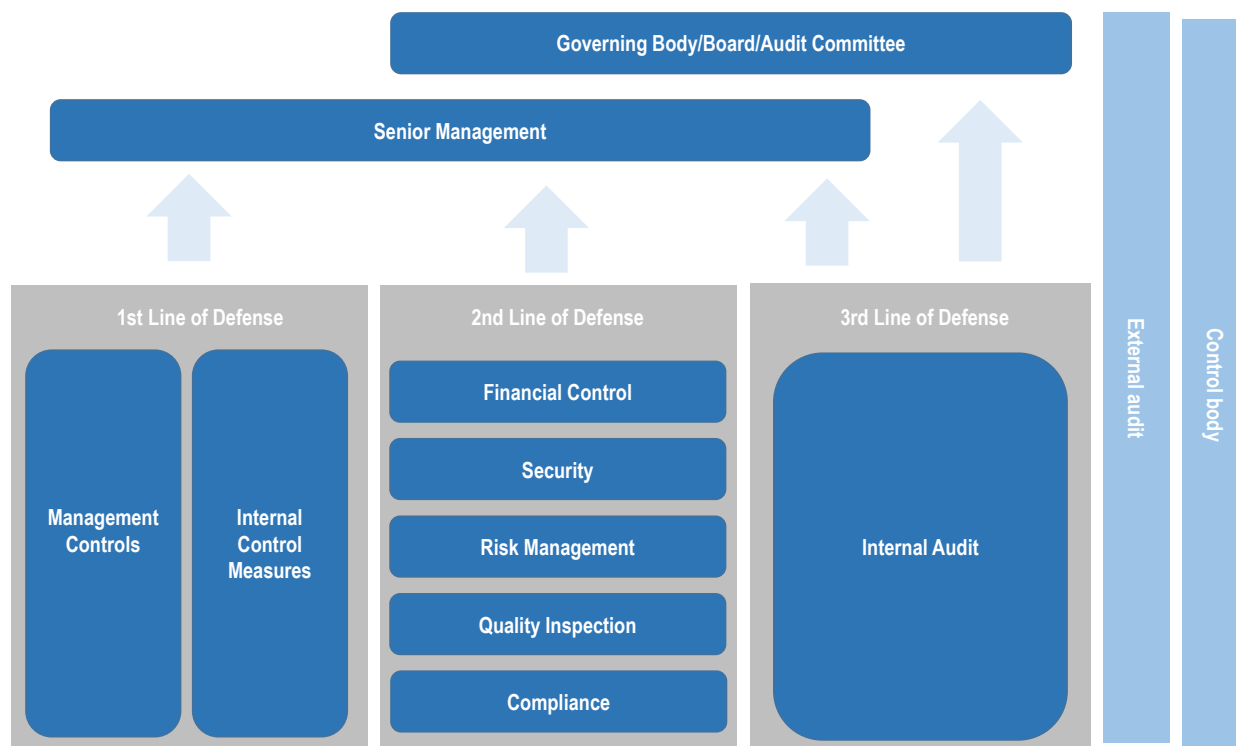 Governing Body/Board/Audit Committee
Senior Management
1st Line of Defense
Management
Controls
Internal
Control
Measures
2nd Line of Defense
Financial Control
Security
Risk Management
Quality Inspection
Compliance
3rd Line of Defense
Internal Audit
External audit
Control body